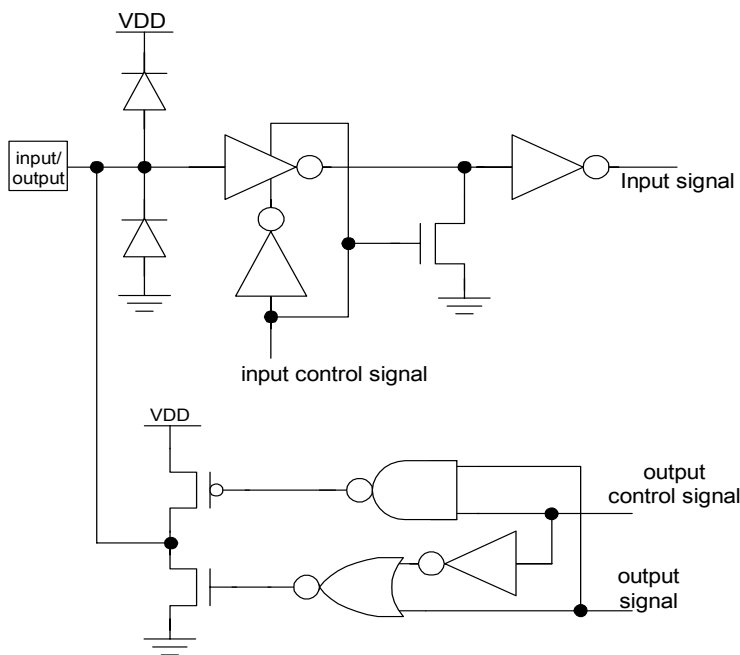 VDD
input/
output
Input signal
input control signal
VDD
output
control signal
output
signal